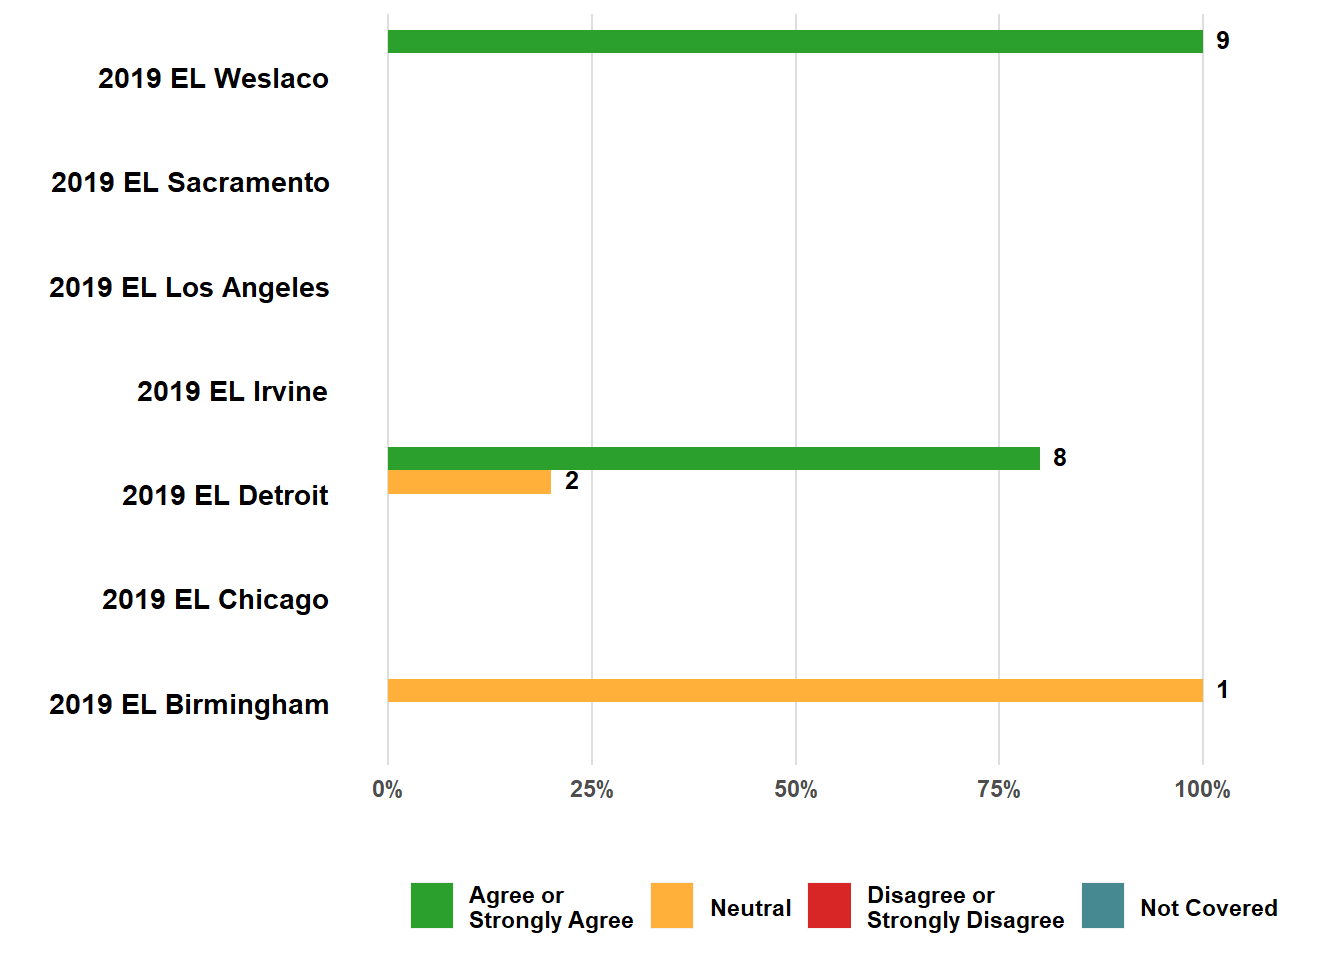 9
2019 EL Weslaco
2019 EL Sacramento
2019 EL Los Angeles
2019 EL Irvine
8
2
2019 EL Detroit
2019 EL Chicago
1
2019 EL Birmingham
0% 25% 50% 75% 100%
Agree or
Strongly Agree
Neutral
Disagree or
Strongly Disagree
Not Covered